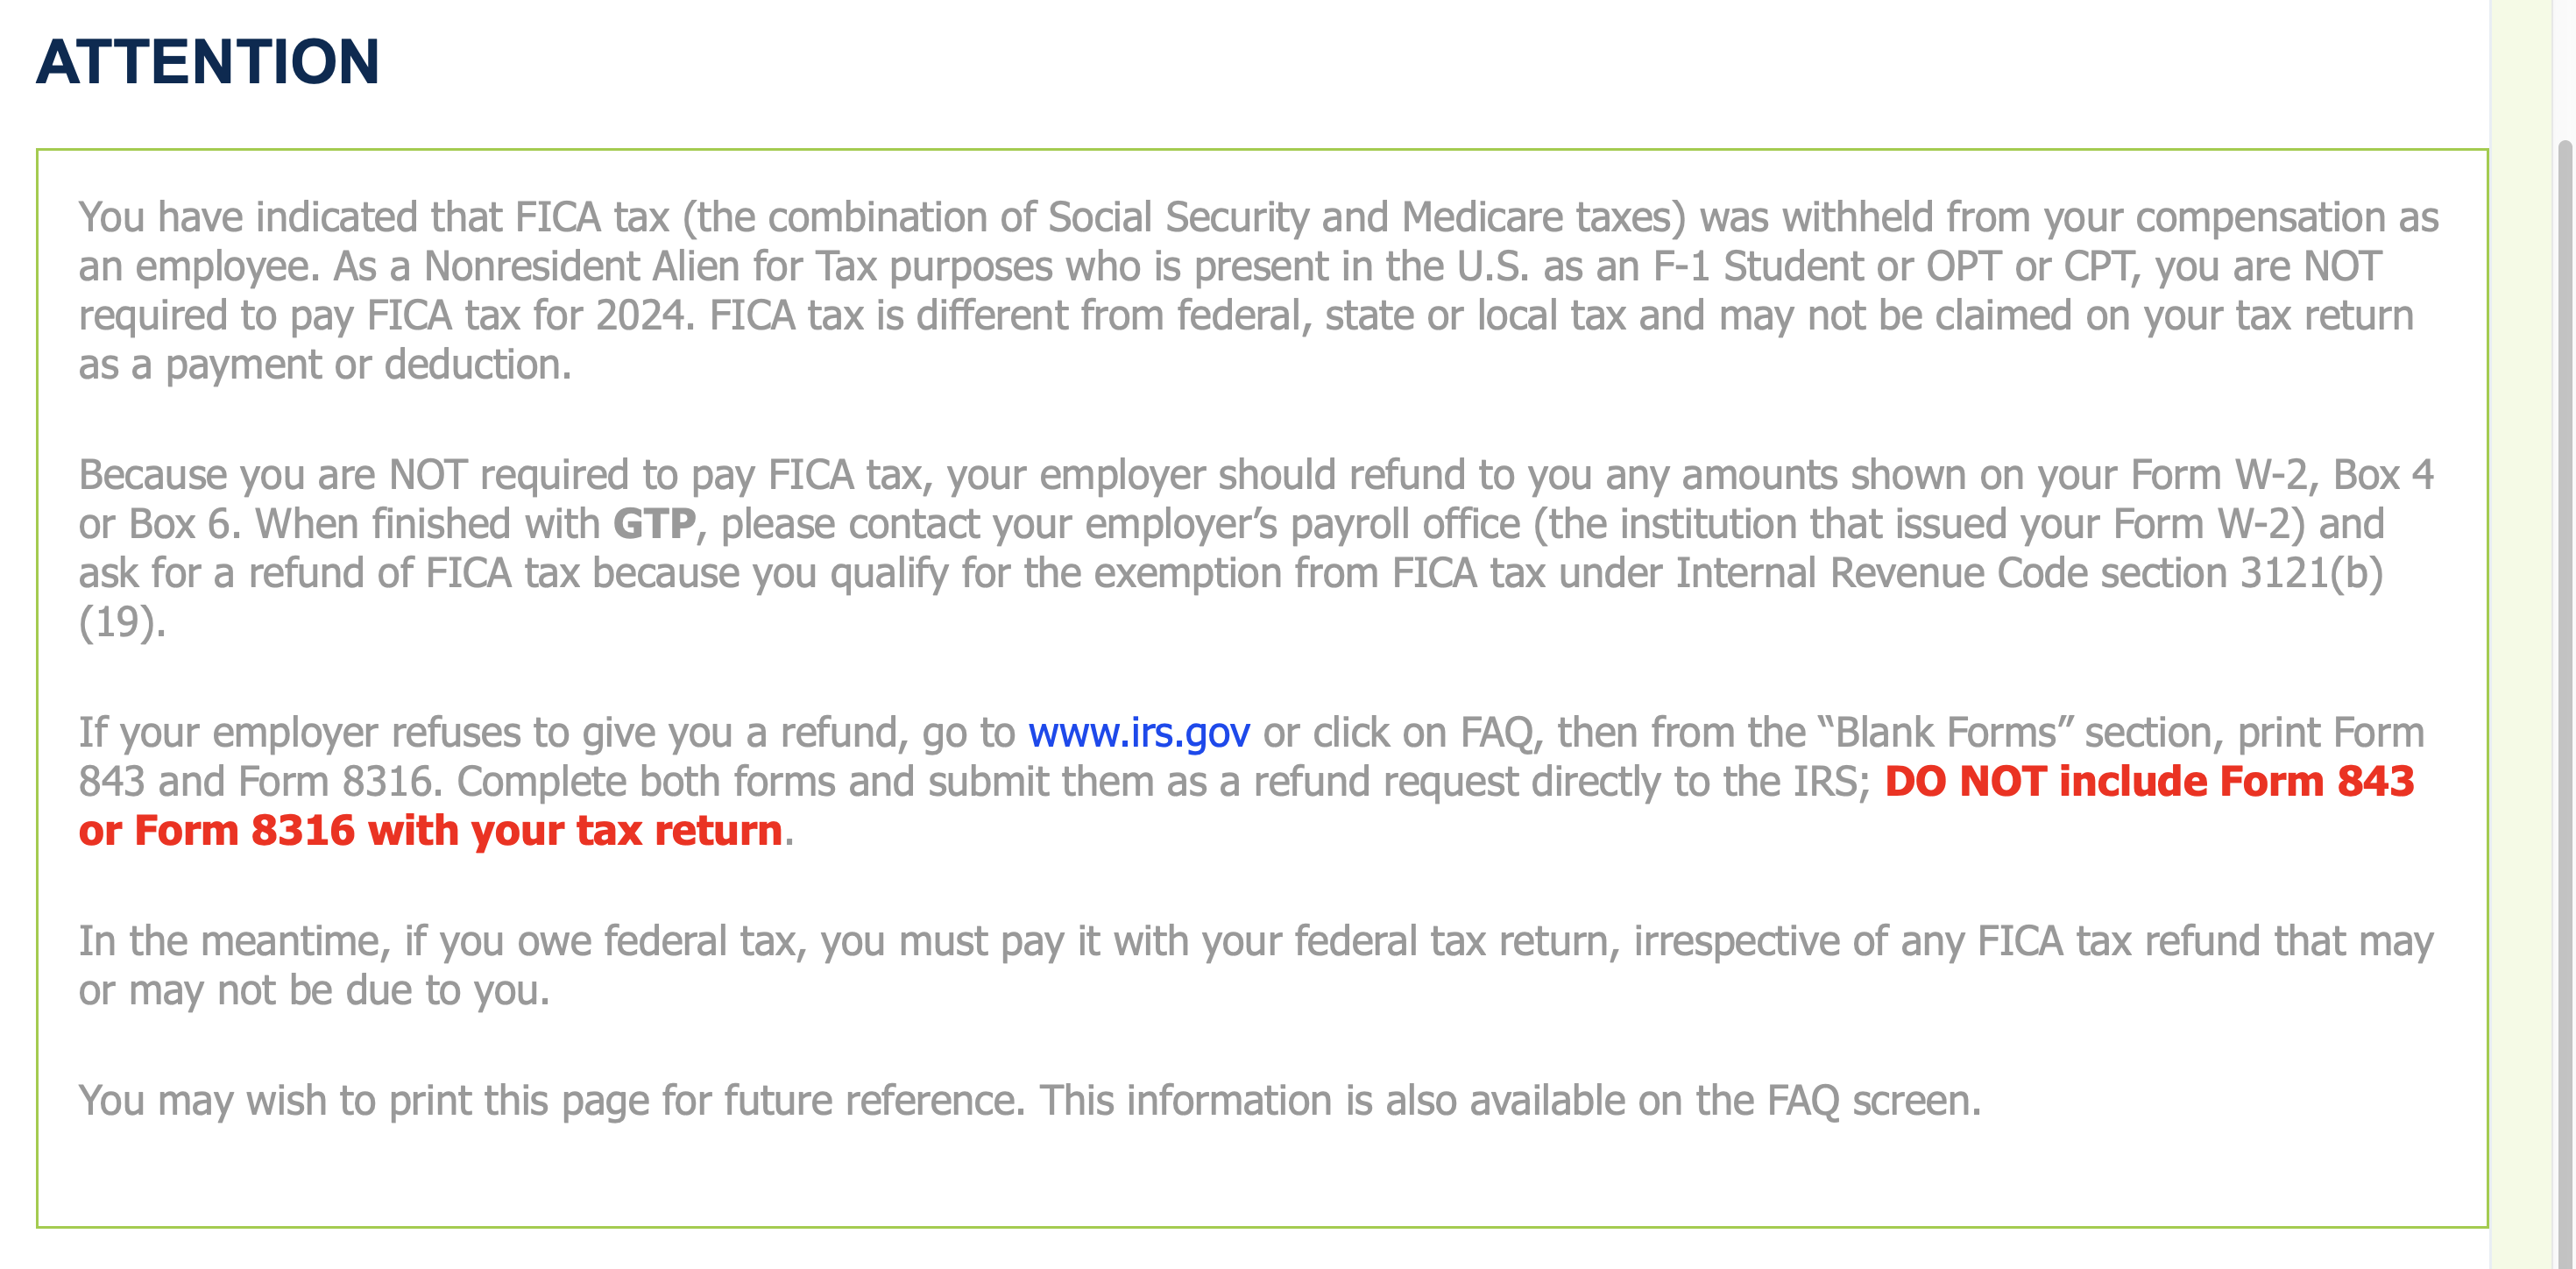 ATTENTION
You have indicated that FICA tax (the combination of Social Security and Medicare taxes) was withheld from your compensation as
an employee. As a Nonresident Alien for Tax purposes who is present in the U.S. as an F-1 Student or OPT or CPT, you are NOT
required to pay FICA tax for 2024. FICA tax is different from federal, state or local tax and may not be claimed on your tax return
as a payment or deduction.
Because you are NOT required to pay FICA tax, your employer should refund to you any amounts shown on your Form W-2, Box 4
or Box 6. When finished with GTP, please contact your employer’s payroll office (the institution that issued your Form W-2) and
ask for a refund of FICA tax because you qualify for the exemption from FICA tax under Internal Revenue Code section 3121(b)
(19).
If your employer refuses to give you a refund, go to www.irs.gov or click on FAQ, then from the “Blank Forms” section, print Form
843 and Form 8316. Complete both forms and submit them as a refund request directly to the IRS; DO NOT include Form 843
or Form 8316 with your tax return.
In the meantime, if you owe federal tax, you must pay it with your federal tax return, irrespective of any FICA tax refund that may
or may not be due to you.
You may wish to print this page for future reference. This information is also available on the FAQ screen.